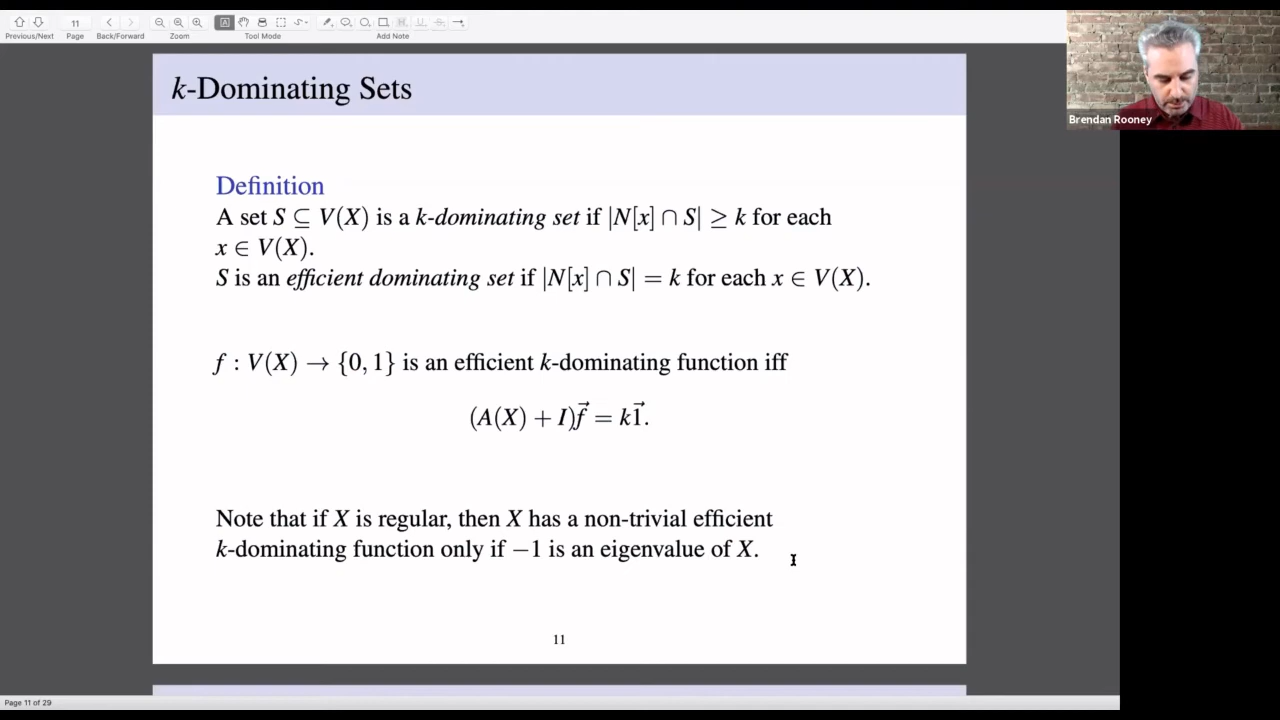 11
Previous/Next
Page
Back/Forward
Zoom
Tool Mode
Add Note
k-Dominating Sets
Brendan Rooney
Definition
A set S ⊆ V(X) is a k-dominating set if |N[x] ∩ S| ≥ k for each
x ∈ V(X).
S is an efficient dominating set if |N[x] ∩ S| = k for each x ∈ V(X).
f : V(X) → {0, 1} is an efficient k-dominating function iff
(A(X) + I)f⃗ = k1⃗.
Note that if X is regular, then X has a non-trivial efficient
k-dominating function only if −1 is an eigenvalue of X.
11
Page 11 of 29